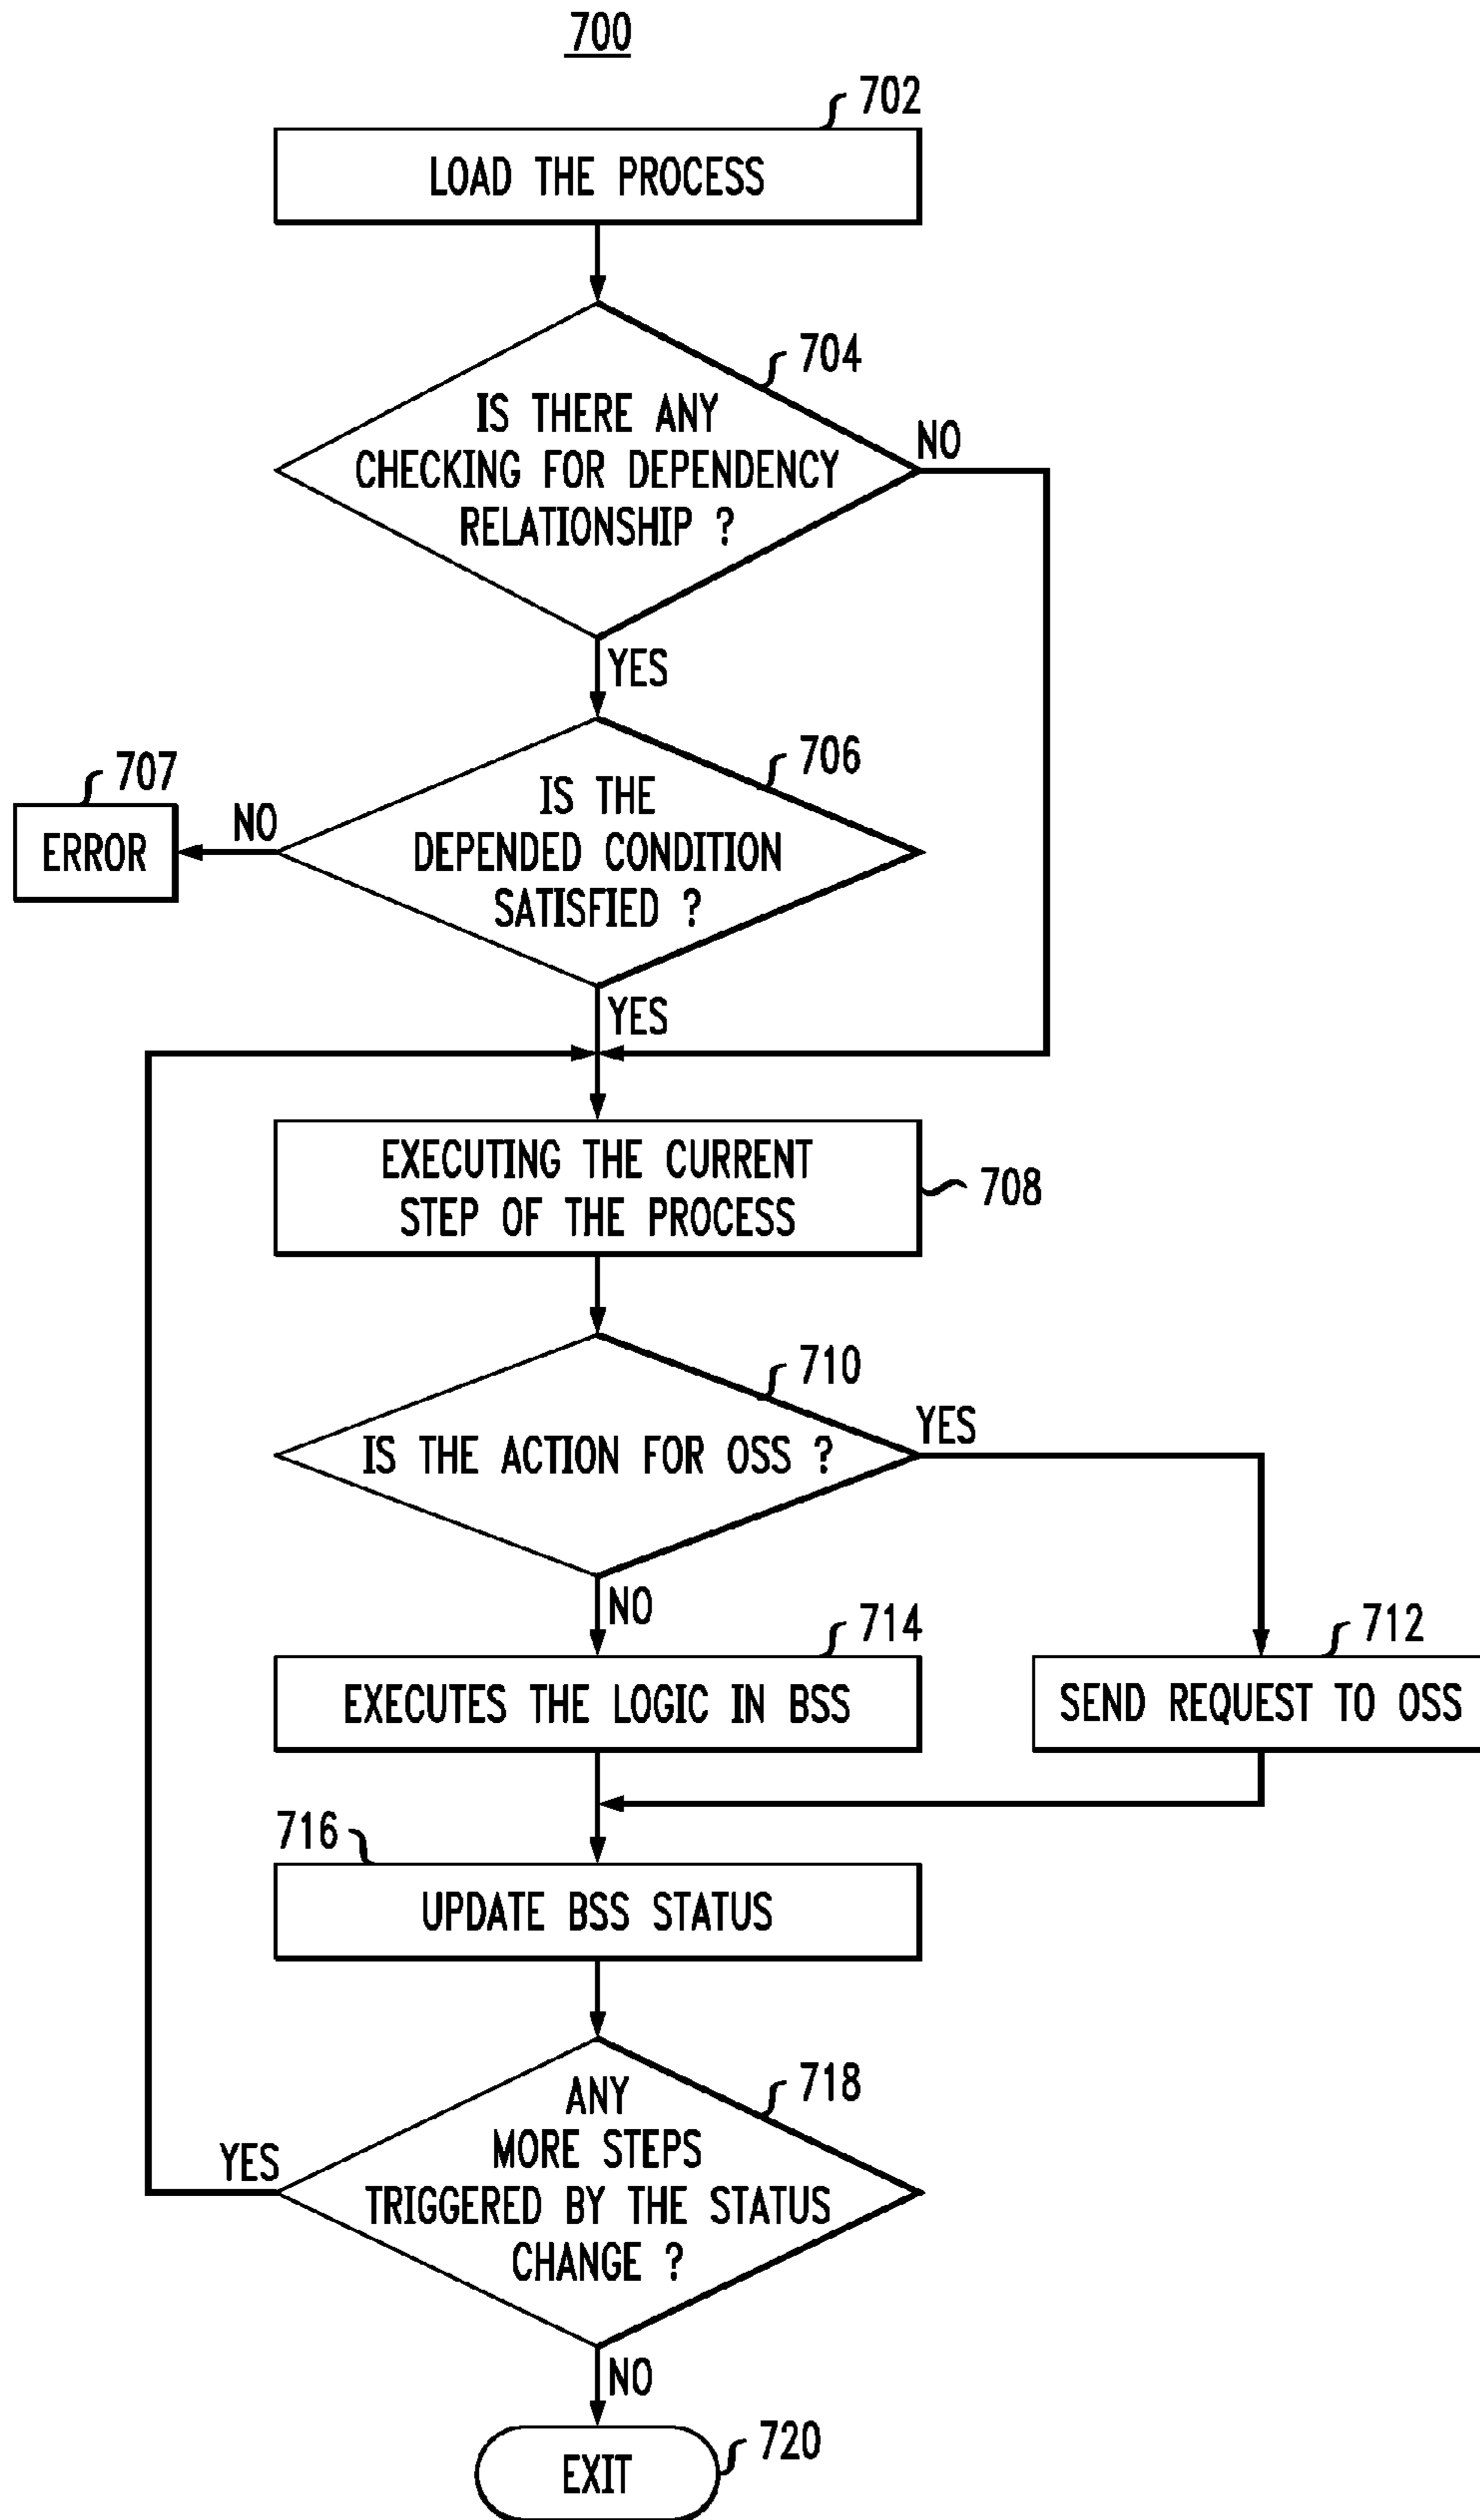 700
702
LOAD THE PROCESS
704
IS THERE ANY
CHECKING FOR DEPENDENCY
RELATIONSHIP ?
NO
YES
706
IS THE
DEPENDED CONDITION
SATISFIED ?
707
ERROR
NO
YES
EXECUTING THE CURRENT
STEP OF THE PROCESS
708
710
IS THE ACTION FOR OSS ?
YES
NO
714
EXECUTES THE LOGIC IN BSS
712
SEND REQUEST TO OSS
716
UPDATE BSS STATUS
718
ANY
MORE STEPS
TRIGGERED BY THE STATUS
CHANGE ?
YES
NO
720
EXIT